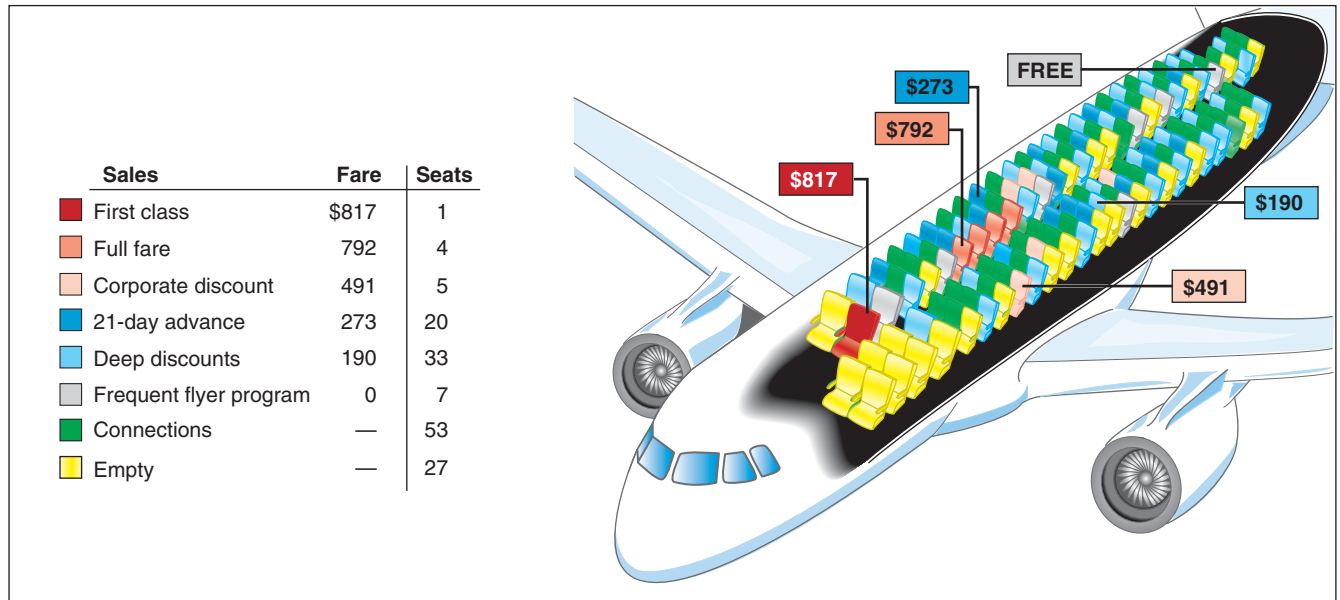 Sales Fare Seats
First class $817 1
Full fare 792 4
Corporate discount 491 5
21-day advance 273 20
Deep discounts 190 33
Frequent flyer program 0 7
Connections — 53
Empty — 27
FREE
$273
$792
$817
$190
$491